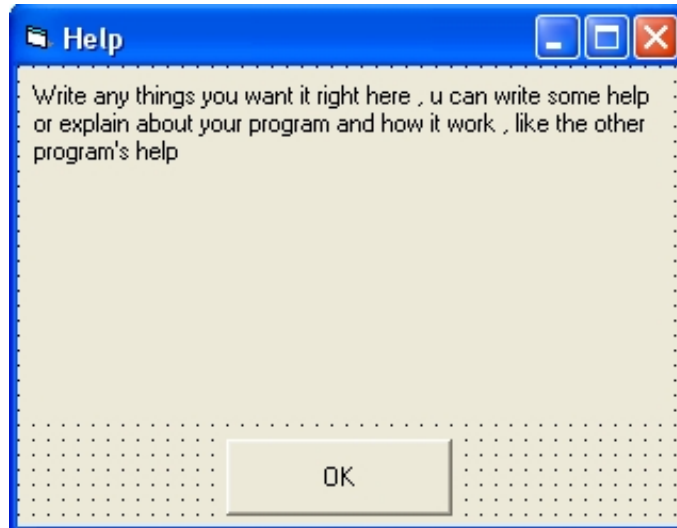 Help
Write any things you want it right here , u can write some help
or explain about your program and how it work , like the other
program's help
OK